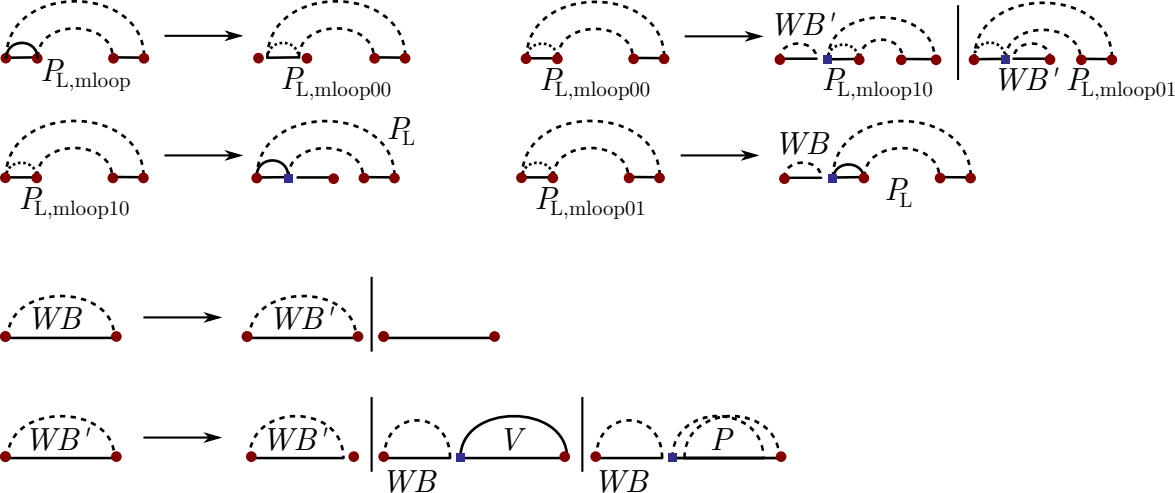 WB′
P_L,mloop P_L,mloop00 P_L,mloop00 P_L,mloop10 WB′ P_L,mloop01
P_L WB
P_L,mloop10 P_L,mloop01 P_L
WB WB′
WB′ WB′ V P
WB WB